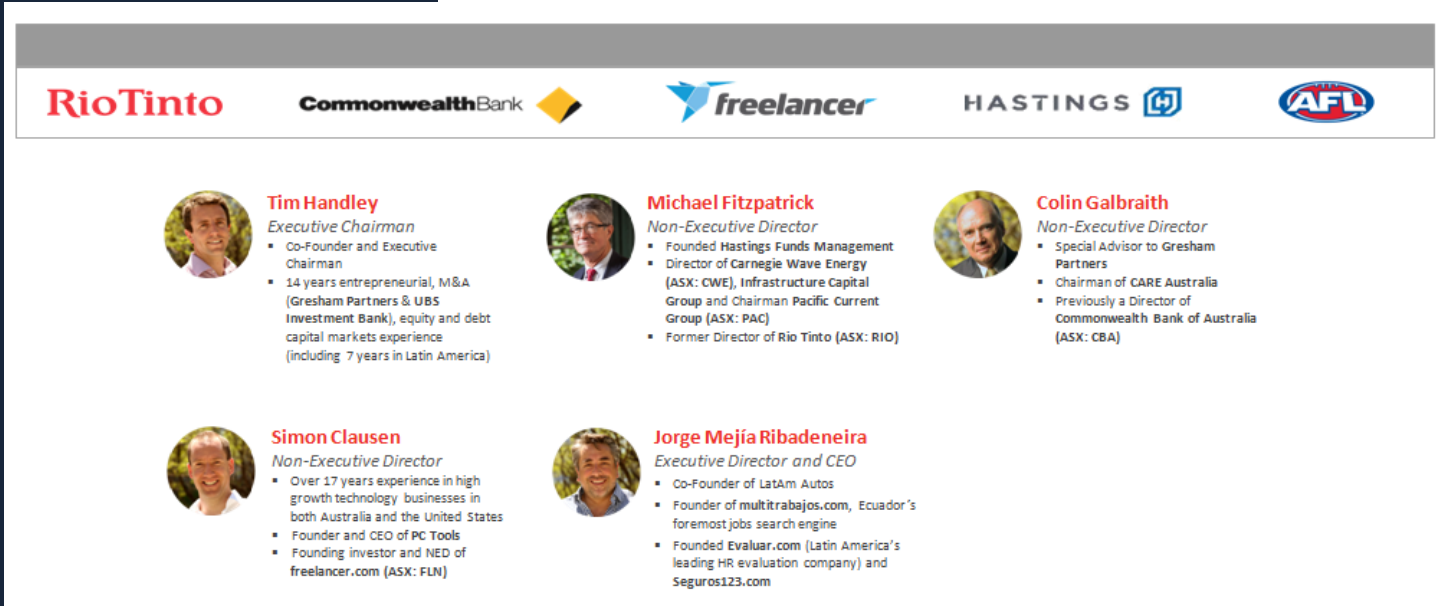 RioTinto
CommonwealthBank
freelancer
HASTINGS
AFL
Tim Handley
Executive Chairman
▪ Co-Founder and Executive
Chairman
▪ 14 years entrepreneurial, M&A
(Gresham Partners & UBS
Investment Bank), equity and debt
capital markets experience
(including 7 years in Latin America)
Michael Fitzpatrick
Non-Executive Director
▪ Founded Hastings Funds Management
▪ Director of Carnegie Wave Energy
(ASX: CWE), Infrastructure Capital
Group and Chairman Pacific Current
Group (ASX: PAC)
▪ Former Director of Rio Tinto (ASX: RIO)
Colin Galbraith
Non-Executive Director
▪ Special Advisor to Gresham
Partners
▪ Chairman of CARE Australia
▪ Previously a Director of
Commonwealth Bank of Australia
(ASX: CBA)
Simon Clausen
Non-Executive Director
▪ Over 17 years experience in high
growth technology businesses in
both Australia and the United States
▪ Founder and CEO of PC Tools
▪ Founding investor and NED of
freelancer.com (ASX: FLN)
Jorge Mejía Ribadeneira
Executive Director and CEO
▪ Co-Founder of LatAm Autos
▪ Founder of multitrabajos.com, Ecuador´s
foremost jobs search engine
▪ Founded Evaluar.com (Latin America's
leading HR evaluation company) and
Seguros123.com